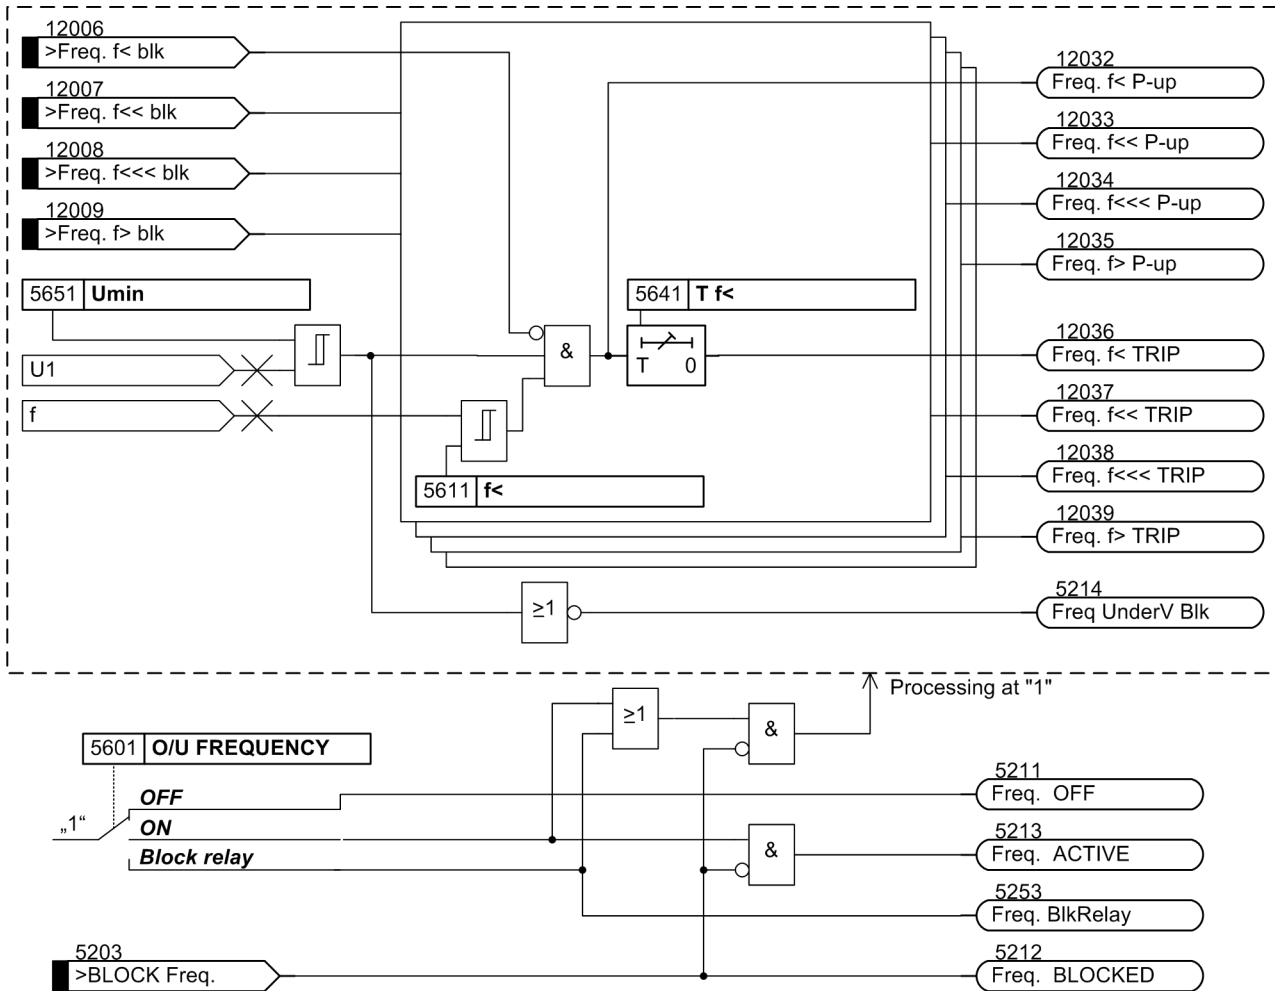 12006
>Freq. f< blk
12007
>Freq. f<< blk
12008
>Freq. f<<< blk
12009
>Freq. f> blk
5651 Umin
U1
f
&
5641 T f<
T 0
5611 f<
≥1
12032
Freq. f< P-up
12033
Freq. f<< P-up
12034
Freq. f<<< P-up
12035
Freq. f> P-up
12036
Freq. f< TRIP
12037
Freq. f<< TRIP
12038
Freq. f<<< TRIP
12039
Freq. f> TRIP
5214
Freq UnderV Blk
Processing at "1"
≥1
&
5601 O/U FREQUENCY
„1“
OFF
ON
Block relay
&
5211
Freq. OFF
5213
Freq. ACTIVE
5253
Freq. BlkRelay
5203
>BLOCK Freq.
5212
Freq. BLOCKED